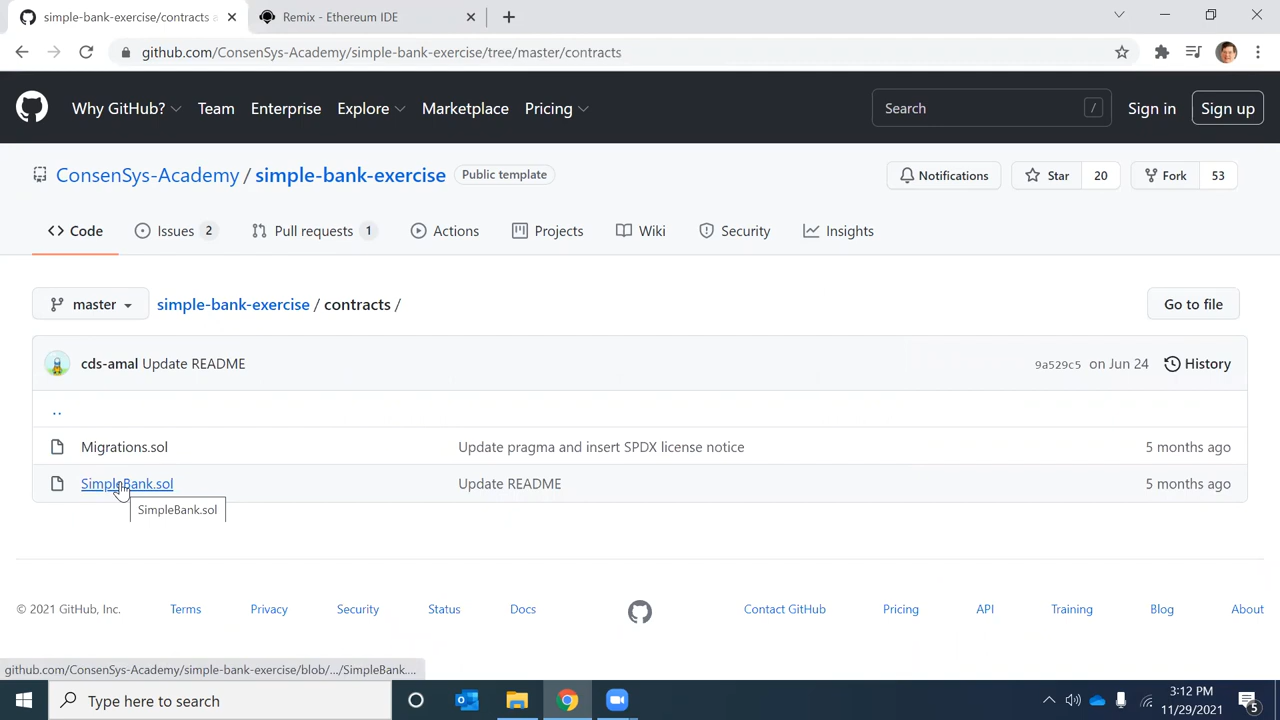 simple-bank-exercise/contracts a
Remix - Ethereum IDE
github.com/ConsenSys-Academy/simple-bank-exercise/tree/master/contracts
Why GitHub? Team Enterprise Explore Marketplace Pricing Search / Sign in Sign up
ConsenSys-Academy / simple-bank-exercise Public template Notifications Star 20 Fork 53
<> Code Issues 2 Pull requests 1 Actions Projects Wiki Security Insights
master simple-bank-exercise / contracts / Go to file
cds-amal Update README 9a529c5 on Jun 24 History
..
Migrations.sol Update pragma and insert SPDX license notice 5 months ago
SimpleBank.sol Update README 5 months ago
SimpleBank.sol
© 2021 GitHub, Inc. Terms Privacy Security Status Docs Contact GitHub Pricing API Training Blog About
github.com/ConsenSys-Academy/simple-bank-exercise/blob/.../SimpleBank....
Type here to search
3:12 PM
11/29/2021
5